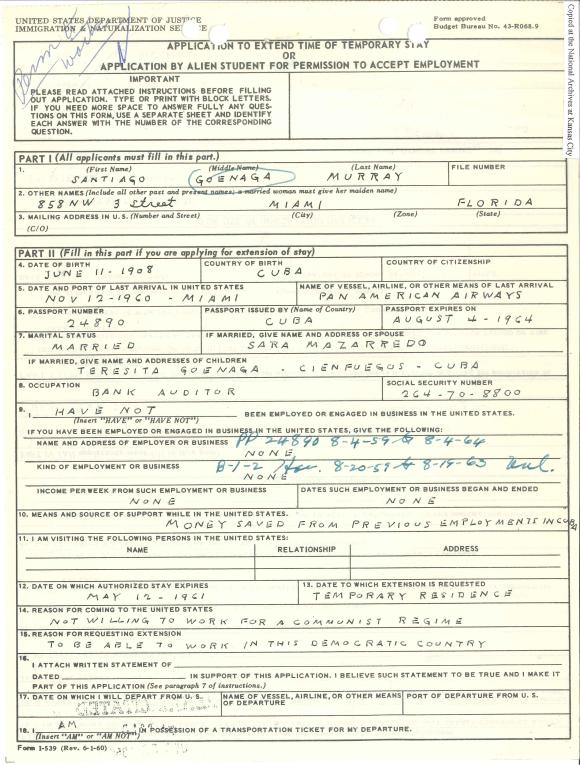 UNITED STATES DEPARTMENT OF JUSTICE
IMMIGRATION & NATURALIZATION
Form approved
Budget Bureau No. 43-R068.9
Copied at the National Archives at Kansas City
APPLICATION TO EXTEND TIME OF TEMPORARY STAY
OR
APPLICATION BY ALIEN STUDENT FOR PERMISSION TO ACCEPT EMPLOYMENT
IMPORTANT
PLEASE READ ATTACHED INSTRUCTIONS BEFORE FILLING
OUT APPLICATION. TYPE OR PRINT WITH BLOCK LETTERS.
IF YOU NEED MORE SPACE TO ANSWER FULLY ANY QUES-
TIONS ON THIS FORM, USE A SEPARATE SHEET AND IDENTIFY
EACH ANSWER WITH THE NUMBER OF THE CORRESPONDING
QUESTION.
PART I (All applicants must fill in this part.)
1. (First Name) (Middle Name) (Last Name) FILE NUMBER
SANTIAGO GOENAGA MURRAY
2. OTHER NAMES (Include all other past and present names; a married woman must give her maiden name)
858 NW 3 Street MIAMI FLORIDA
3. MAILING ADDRESS IN U.S. (Number and Street) (City) (Zone) (State)
(C/O)
PART II (Fill in this part if you are applying for extension of stay)
4. DATE OF BIRTH COUNTRY OF BIRTH COUNTRY OF CITIZENSHIP
JUNE 11-1908 CUBA
5. DATE AND PORT OF LAST ARRIVAL IN UNITED STATES NAME OF VESSEL, AIRLINE, OR OTHER MEANS OF LAST ARRIVAL
NOV 12-1960 - MIAMI PAN AMERICAN AIRWAYS
6. PASSPORT NUMBER PASSPORT ISSUED BY (Name of Country) PASSPORT EXPIRES ON
24890 CUBA AUGUST 4-1964
7. MARITAL STATUS IF MARRIED, GIVE NAME AND ADDRESS OF SPOUSE
MARRIED SARA MAZARREDO
IF MARRIED, GIVE NAME AND ADDRESSES OF CHILDREN
TERESITA GOENAGA - CIENFUEGOS - CUBA
8. OCCUPATION SOCIAL SECURITY NUMBER
BANK AUDITOR 264-70-8800
9. I HAVE NOT BEEN EMPLOYED OR ENGAGED IN BUSINESS IN THE UNITED STATES.
(Insert "HAVE" or "HAVE NOT")
IF YOU HAVE BEEN EMPLOYED OR ENGAGED IN BUSINESS IN THE UNITED STATES, GIVE THE FOLLOWING:
NAME AND ADDRESS OF EMPLOYER OR BUSINESS PP 24890 8-4-59 to 8-4-64
NONE
KIND OF EMPLOYMENT OR BUSINESS B-1-2 Hav. 8-20-59 to 8-19-63
NONE
INCOME PER WEEK FROM SUCH EMPLOYMENT OR BUSINESS DATES SUCH EMPLOYMENT OR BUSINESS BEGAN AND ENDED
NONE NONE
10. MEANS AND SOURCE OF SUPPORT WHILE IN THE UNITED STATES.
MONEY SAVED FROM PREVIOUS EMPLOYMENTS IN CUBA
11. I AM VISITING THE FOLLOWING PERSONS IN THE UNITED STATES:
NAME RELATIONSHIP ADDRESS
12. DATE ON WHICH AUTHORIZED STAY EXPIRES 13. DATE TO WHICH EXTENSION IS REQUESTED
MAY 12-1961 TEMPORARY RESIDENCE
14. REASON FOR COMING TO THE UNITED STATES
NOT WILLING TO WORK FOR A COMMUNIST REGIME
15. REASON FOR REQUESTING EXTENSION
TO BE ABLE TO WORK IN THIS DEMOCRATIC COUNTRY
16.
I ATTACH WRITTEN STATEMENT OF
DATED IN SUPPORT OF THIS APPLICATION. I BELIEVE SUCH STATEMENT TO BE TRUE AND I MAKE IT
PART OF THIS APPLICATION (See paragraph 7 of instructions.)
17. DATE ON WHICH I WILL DEPART FROM U.S. NAME OF VESSEL, AIRLINE, OR OTHER MEANS OF DEPARTURE PORT OF DEPARTURE FROM U.S.
18. I AM IN POSSESSION OF A TRANSPORTATION TICKET FOR MY DEPARTURE.
(Insert "AM" or "AM NOT")
Form I-539 (Rev. 6-1-60)